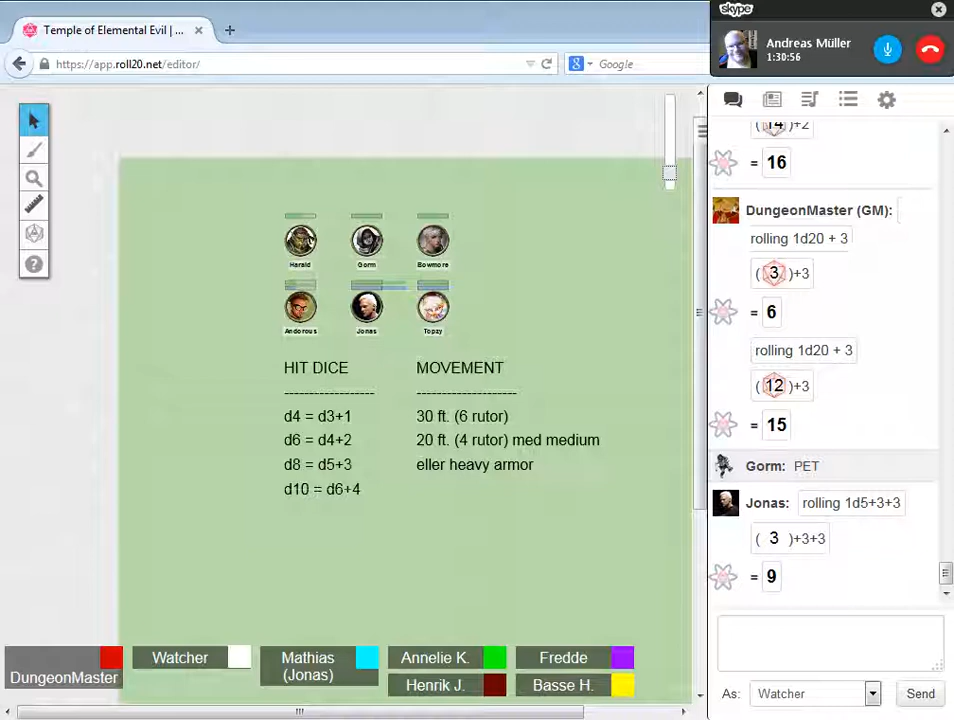 skype
Temple of Elemental Evil | ...
Andreas Müller
1:30:56
https://app.roll20.net/editor/
Google
(14)+2
= 16
DungeonMaster (GM):
rolling 1d20 + 3
(3)+3
= 6
rolling 1d20 + 3
(12)+3
= 15
Gorm: PET
Jonas: rolling 1d5+3+3
( 3 )+3+3
= 9
Harald Gorm Bowmore
Andorous Jonas Topzy
HIT DICE
------------------
d4 = d3+1
d6 = d4+2
d8 = d5+3
d10 = d6+4
MOVEMENT
--------------------
30 ft. (6 rutor)
20 ft. (4 rutor) med medium
eller heavy armor
DungeonMaster
Watcher
Mathias
(Jonas)
Annelie K.
Henrik J.
Fredde
Basse H.
As: Watcher
Send